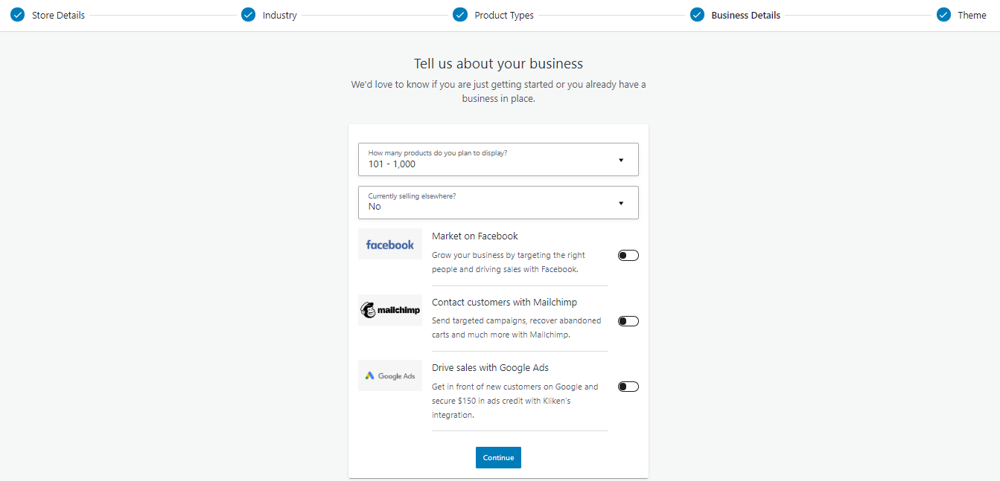 Store Details
Industry
Product Types
Business Details
Theme
Tell us about your business
We'd love to know if you are just getting started or you already have a
business in place.
How many products do you plan to display?
101 - 1,000
Currently selling elsewhere?
No
facebook
Market on Facebook
Grow your business by targeting the right
people and driving sales with Facebook.
mailchimp
Contact customers with Mailchimp
Send targeted campaigns, recover abandoned
carts and much more with Mailchimp.
Google Ads
Drive sales with Google Ads
Get in front of new customers on Google and
secure $150 in ads credit with Kliken's
integration.
Continue